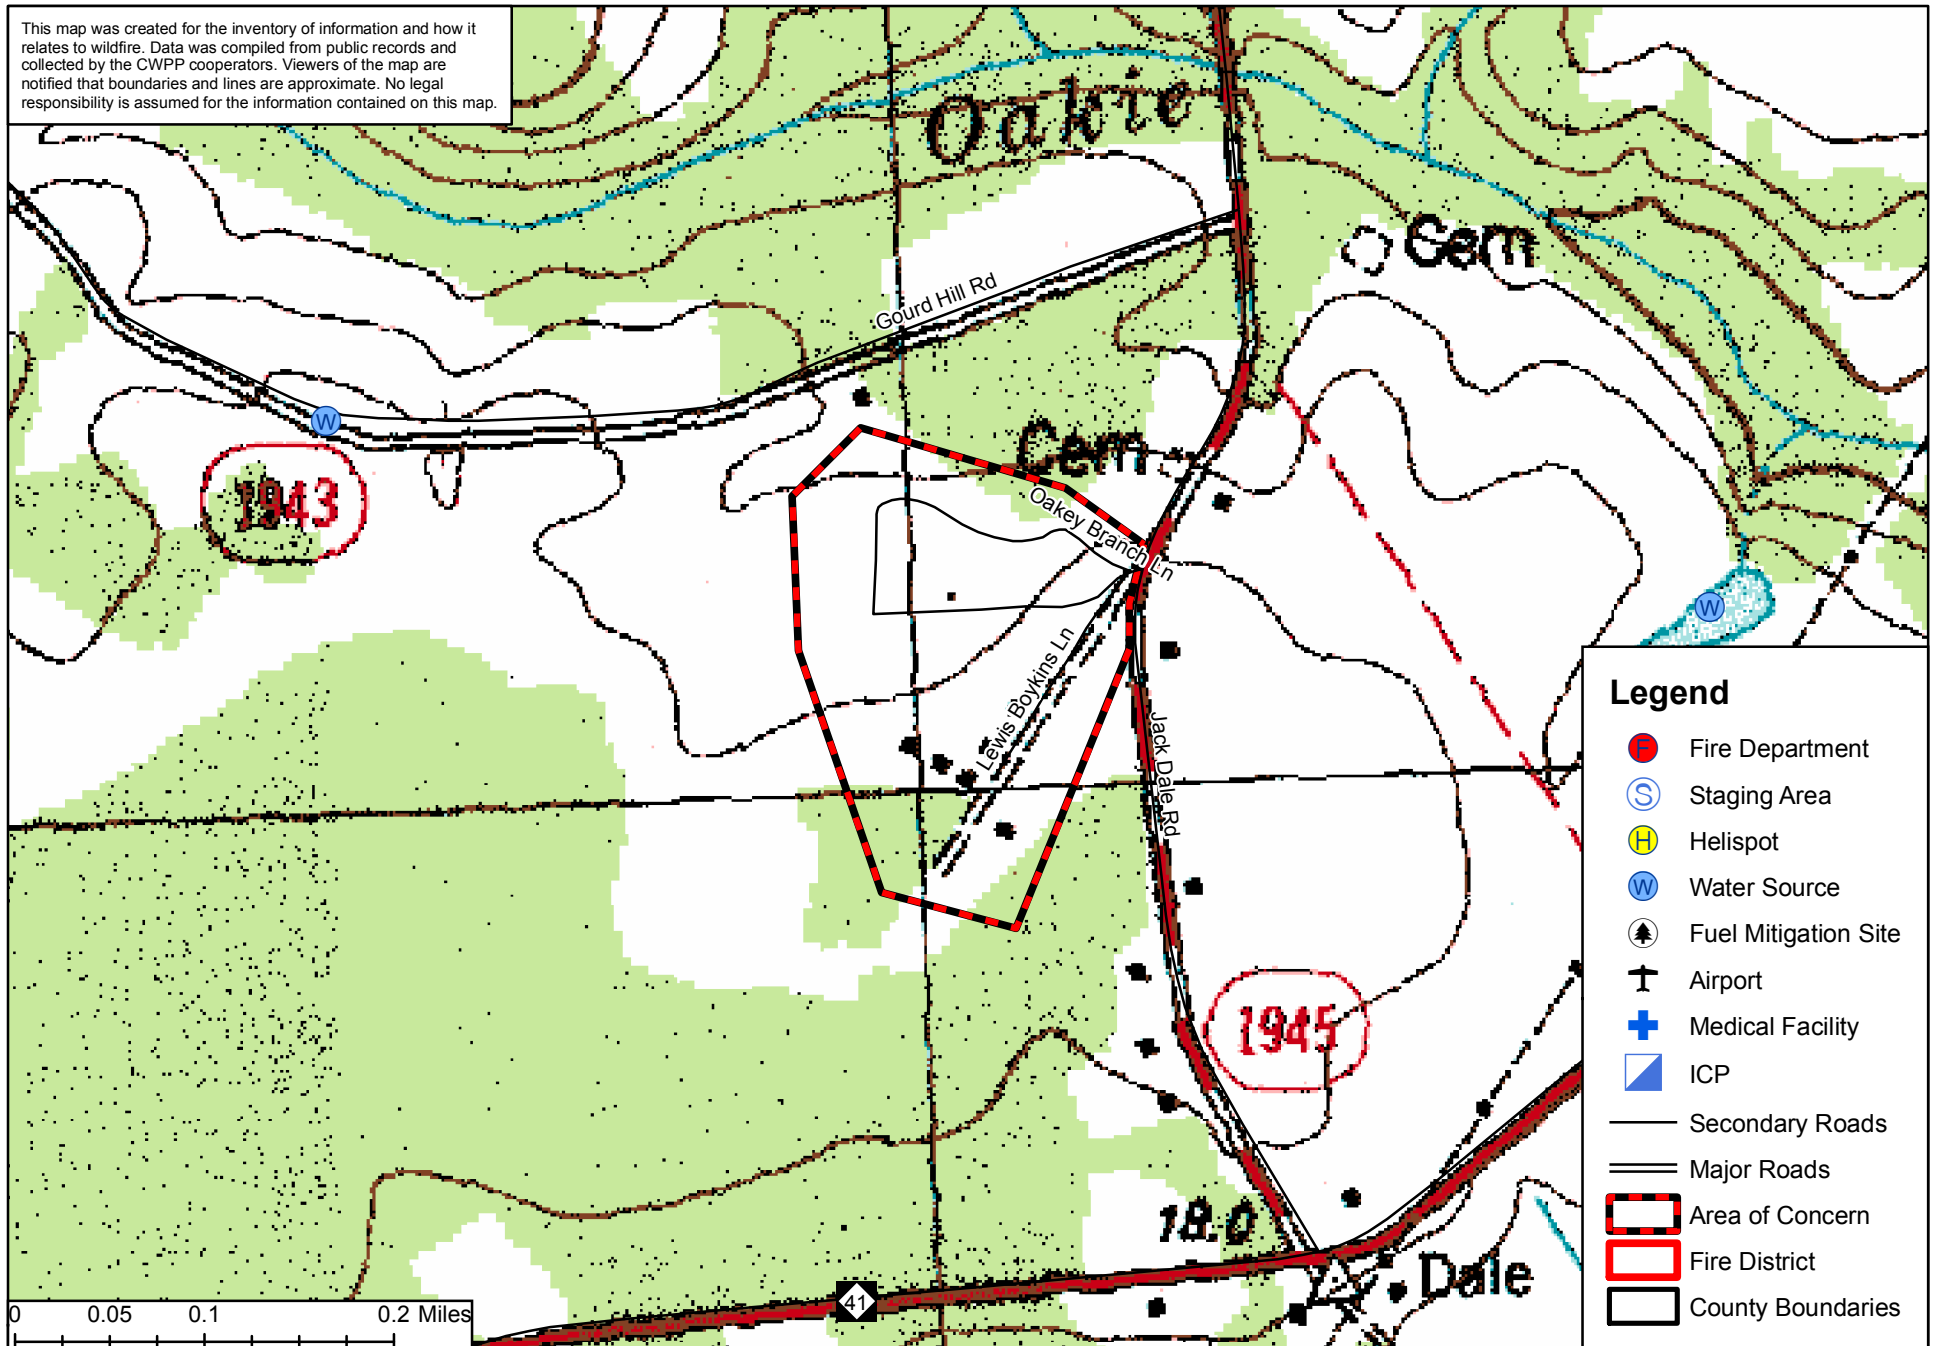 This map was created for the inventory of information and how it
relates to wildfire. Data was compiled from public records and
collected by the CWPP cooperators. Viewers of the map are
notified that boundaries and lines are approximate. No legal
responsibility is assumed for the information contained on this map.
Oakie
Cem
Gourd Hill Rd
W
Cem
1943
Oakey Branch Ln
W
Lewis Boykins Ln
Jack Dale Rd
Legend
F Fire Department
S Staging Area
H Helispot
W Water Source
Fuel Mitigation Site
Airport
Medical Facility
ICP
Secondary Roads
Major Roads
Area of Concern
Fire District
County Boundaries
1945
18.0
Dale
41
0 0.05 0.1 0.2 Miles